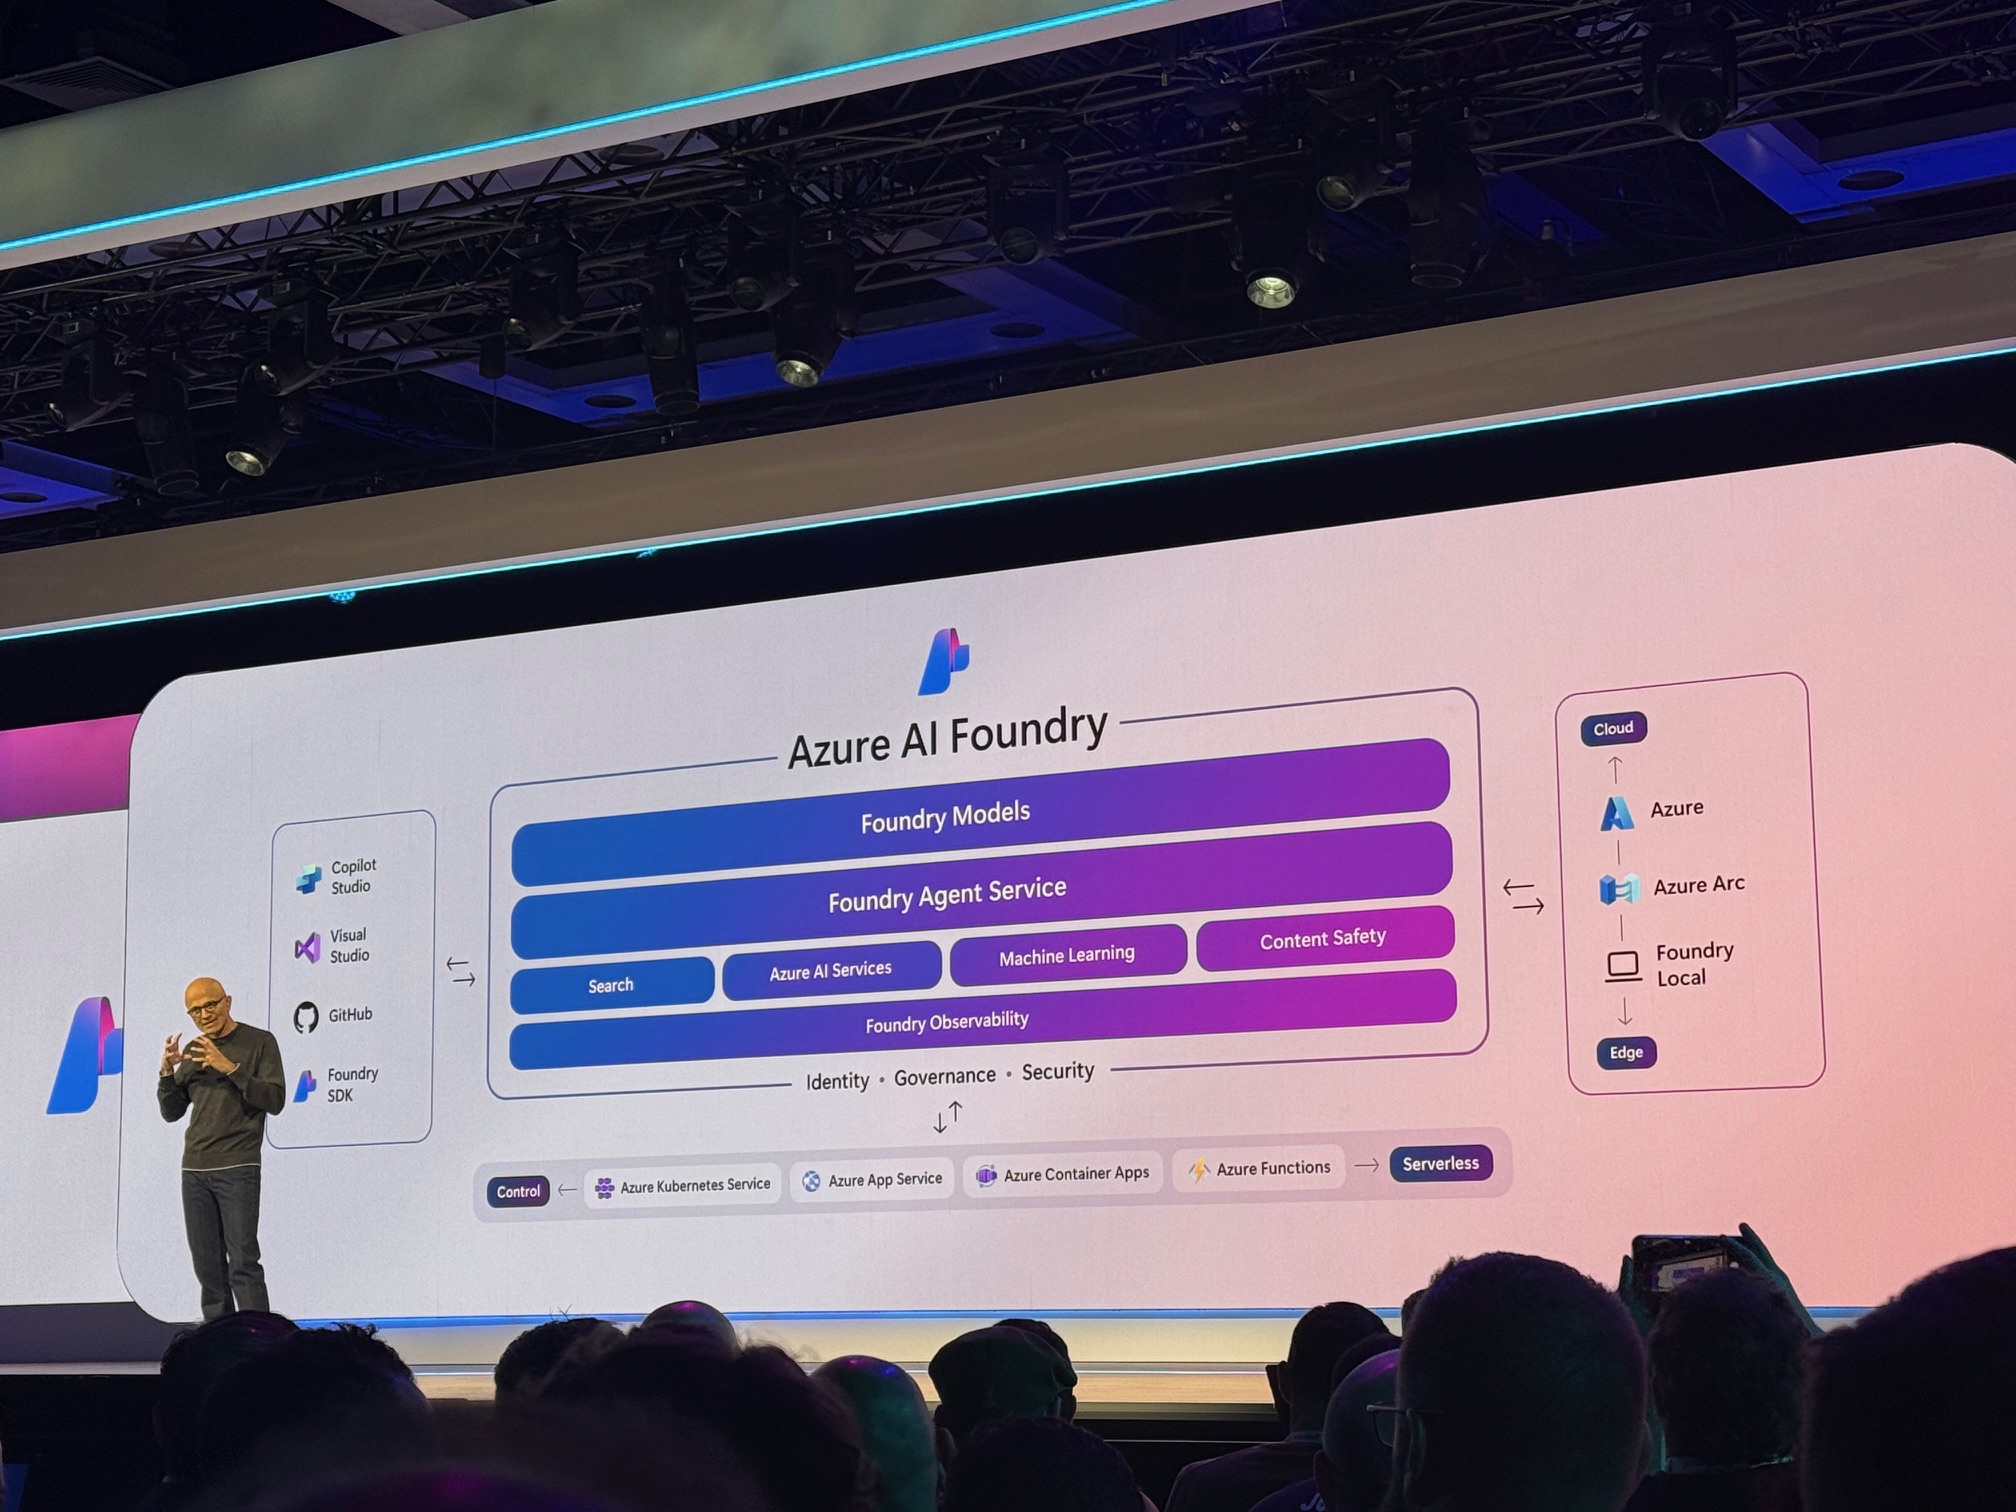 Azure AI Foundry
Copilot
Studio
Visual
Studio
GitHub
Foundry
SDK
Foundry Models
Foundry Agent Service
Search
Azure AI Services
Machine Learning
Content Safety
Foundry Observability
Identity • Governance • Security
Control
Azure Kubernetes Service
Azure App Service
Azure Container Apps
Azure Functions
Serverless
Cloud
Azure
Azure Arc
Foundry
Local
Edge